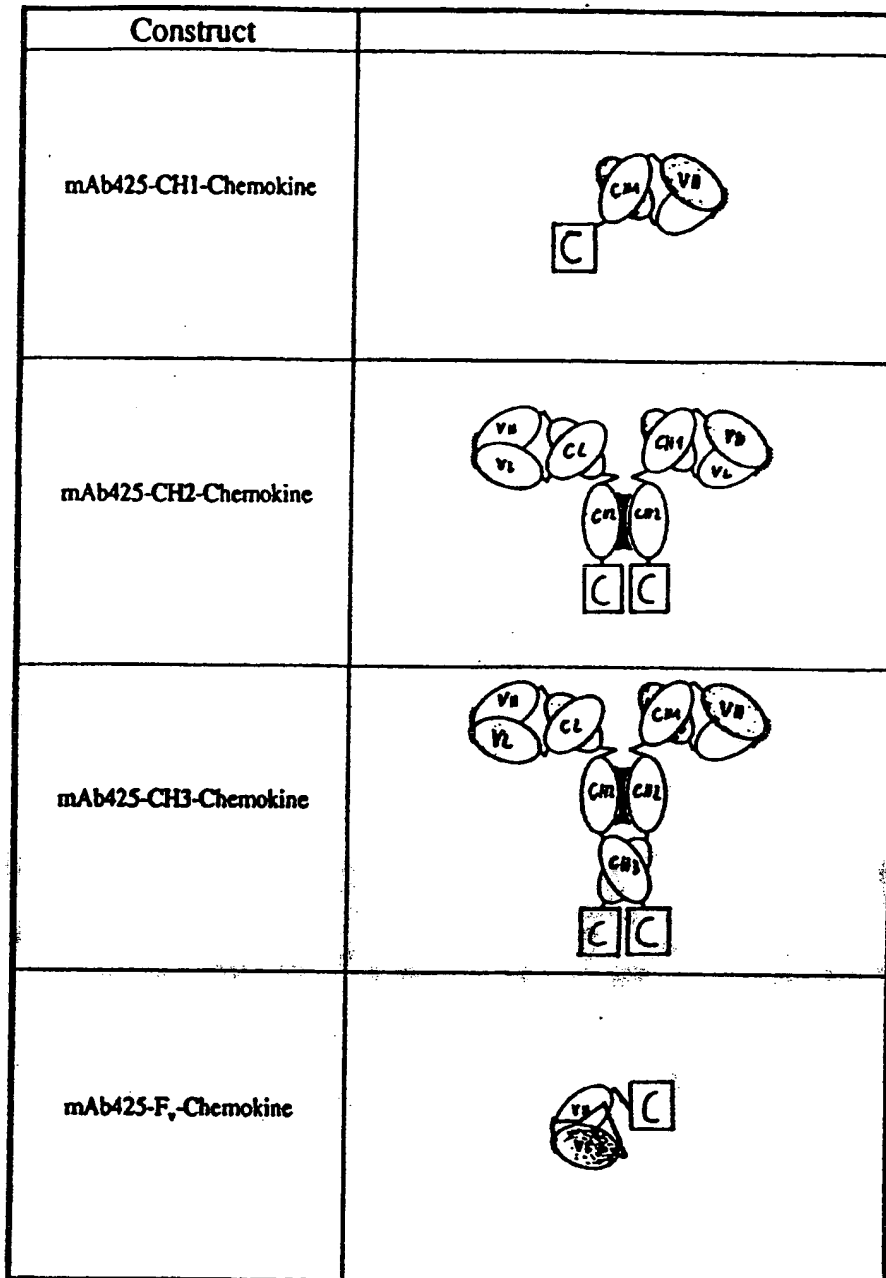 Construct
mAb425-CH1-Chemokine
CH1
VH
C
mAb425-CH2-Chemokine
VH
VL
CL
CH1
VH
VL
CH2
CH2
C
C
mAb425-CH3-Chemokine
VH
VL
CL
CH1
VH
CH2
CH2
CH3
C
C
mAb425-Fv-Chemokine
VH
C